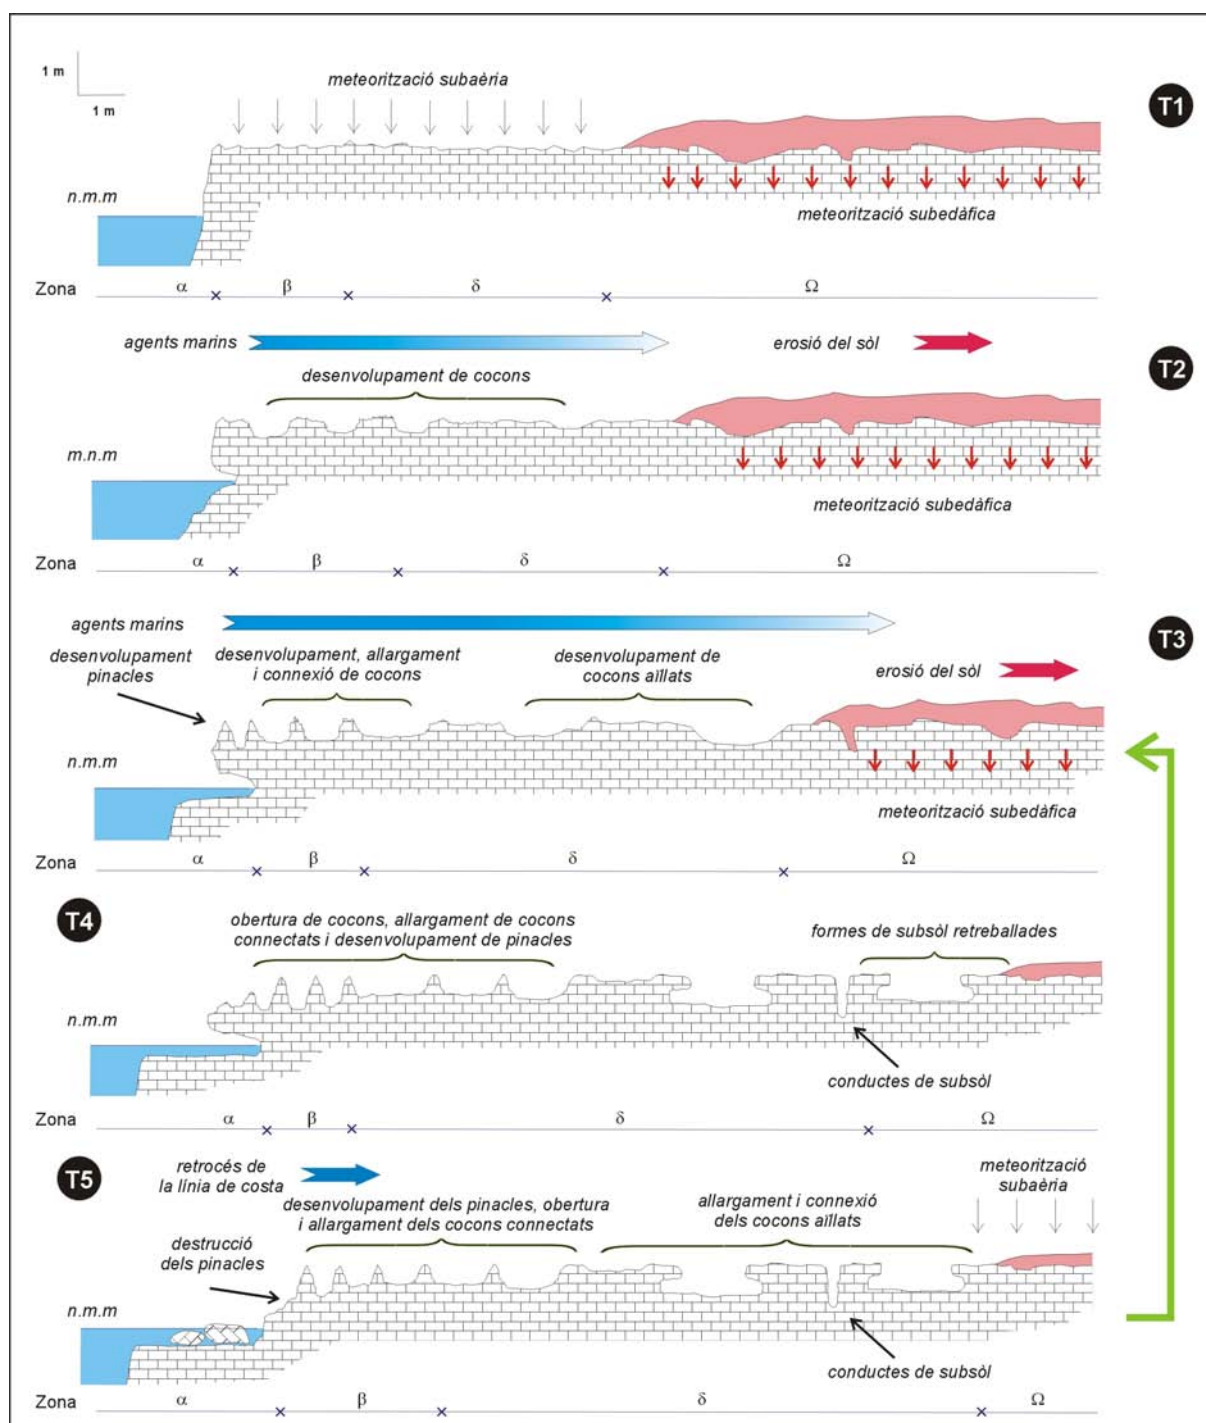 1 m
1 m
meteorització subaèria
T1
n.m.m
meteorització subedàfica
Zona
α
β
δ
Ω
agents marins
erosió del sòl
T2
desenvolupament de cocons
m.n.m
meteorització subedàfica
Zona
α
β
δ
Ω
agents marins
T3
desenvolupament
pinacles
desenvolupament, allargament
i connexió de cocons
desenvolupament de
cocons aïllats
erosió del sòl
n.m.m
meteorització subedàfica
Zona
α
β
δ
Ω
T4
obertura de cocons, allargament de cocons
connectats i desenvolupament de pinacles
formes de subsòl retreballades
n.m.m
conductes de subsòl
Zona
α
β
δ
Ω
T5
retrocés de
la línia de costa
meteorització
subaèria
desenvolupament dels pinacles, obertura
i allargament dels cocons connectats
allargament i connexió
dels cocons aïllats
destrucció
dels pinacles
n.m.m
conductes de subsòl
Zona
α
β
δ
Ω